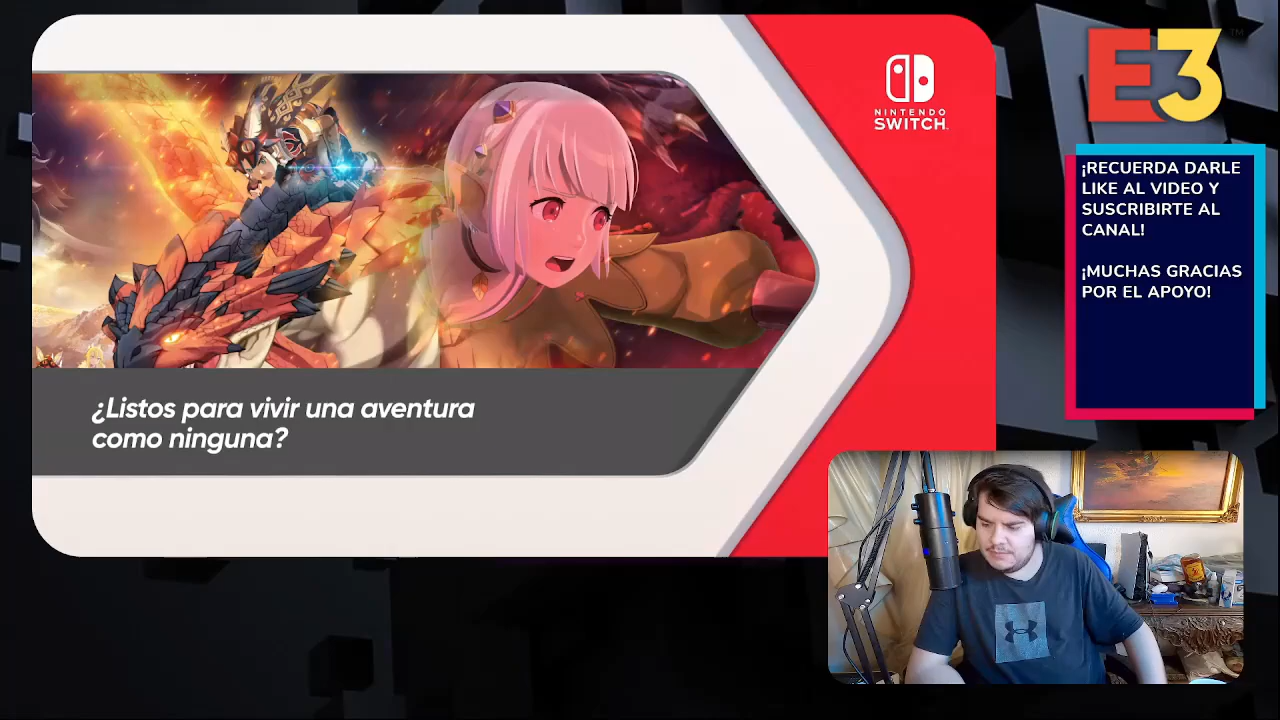 NINTENDO
SWITCH
E3
™
¡RECUERDA DARLE
LIKE AL VIDEO Y
SUSCRIBIRTE AL
CANAL!
¡MUCHAS GRACIAS
POR EL APOYO!
¿Listos para vivir una aventura
como ninguna?